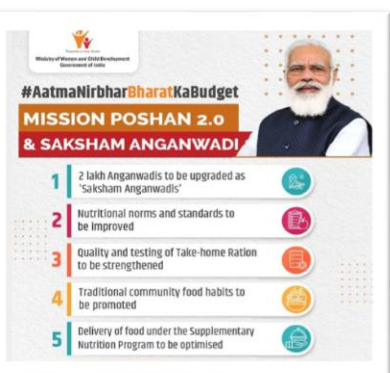 Ministry of Women and Child Development
Government of India
#AatmaNirbharBharatKaBudget
MISSION POSHAN 2.0
& SAKSHAM ANGANWADI
1 2 lakh Anganwadis to be upgraded as
'Saksham Anganwadis'
2 Nutritional norms and standards to
be improved
3 Quality and testing of Take-home Ration
to be strengthened
4 Traditional community food habits to
be promoted
5 Delivery of food under the Supplementary
Nutrition Program to be optimised